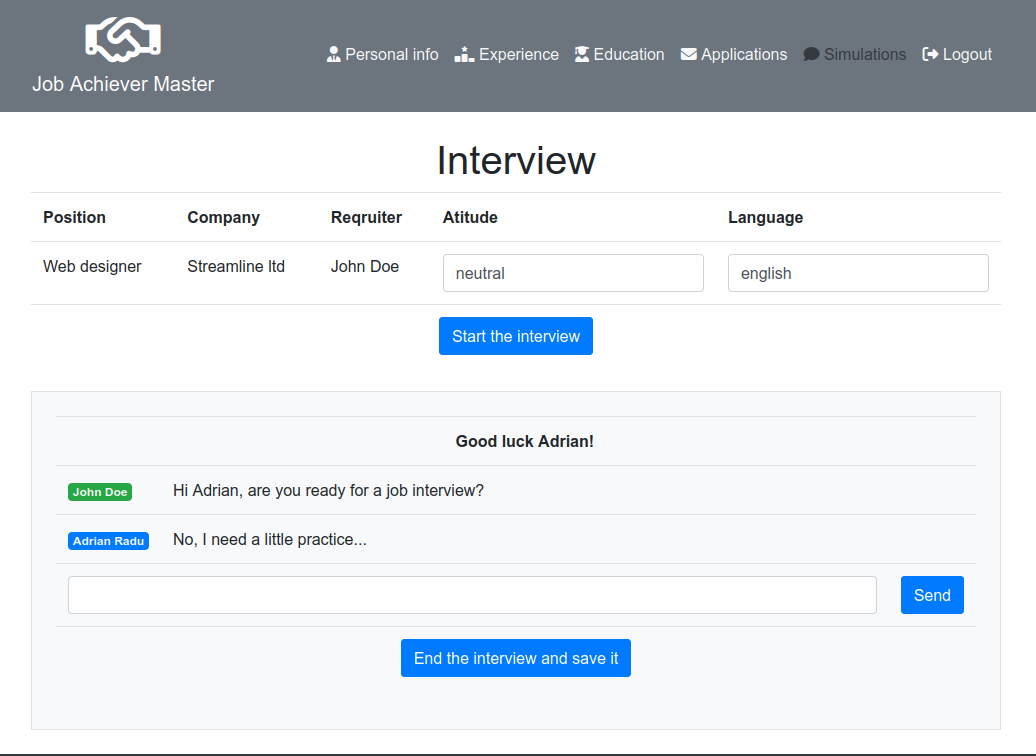 Job Achiever Master
Personal info Experience Education Applications Simulations Logout
Interview
Position Company Reqruiter Atitude Language
Web designer Streamline ltd John Doe neutral english
Start the interview
Good luck Adrian!
John Doe Hi Adrian, are you ready for a job interview?
Adrian Radu No, I need a little practice...
Send
End the interview and save it